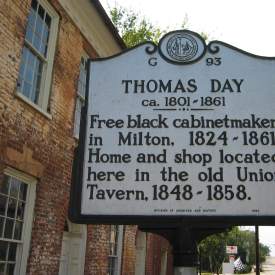 G 93
THOMAS DAY
ca. 1801-1861
Free black cabinetmaker
in Milton, 1824-1861
Home and shop located
here in the old Union
Tavern, 1848-1858.